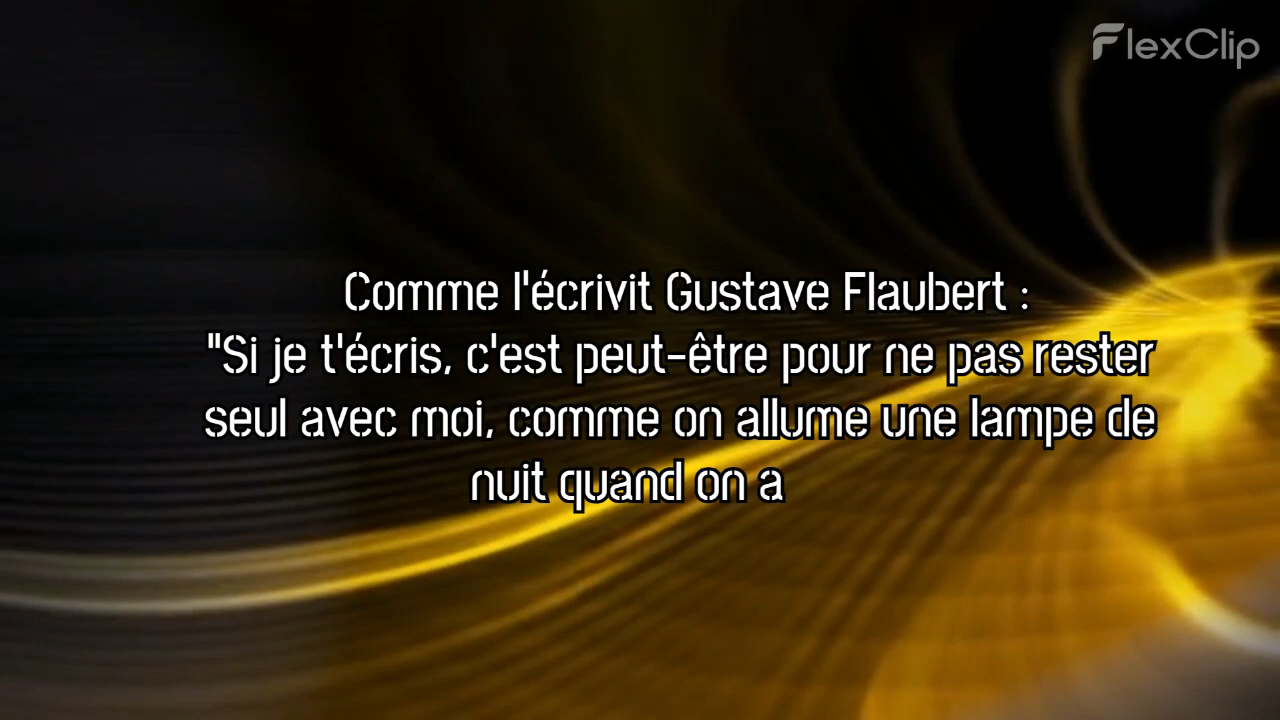 FlexClip
Comme l'écrivit Gustave Flaubert :
"Si je t'écris, c'est peut-être pour ne pas rester
seul avec moi, comme on allume une lampe de
nuit quand on a